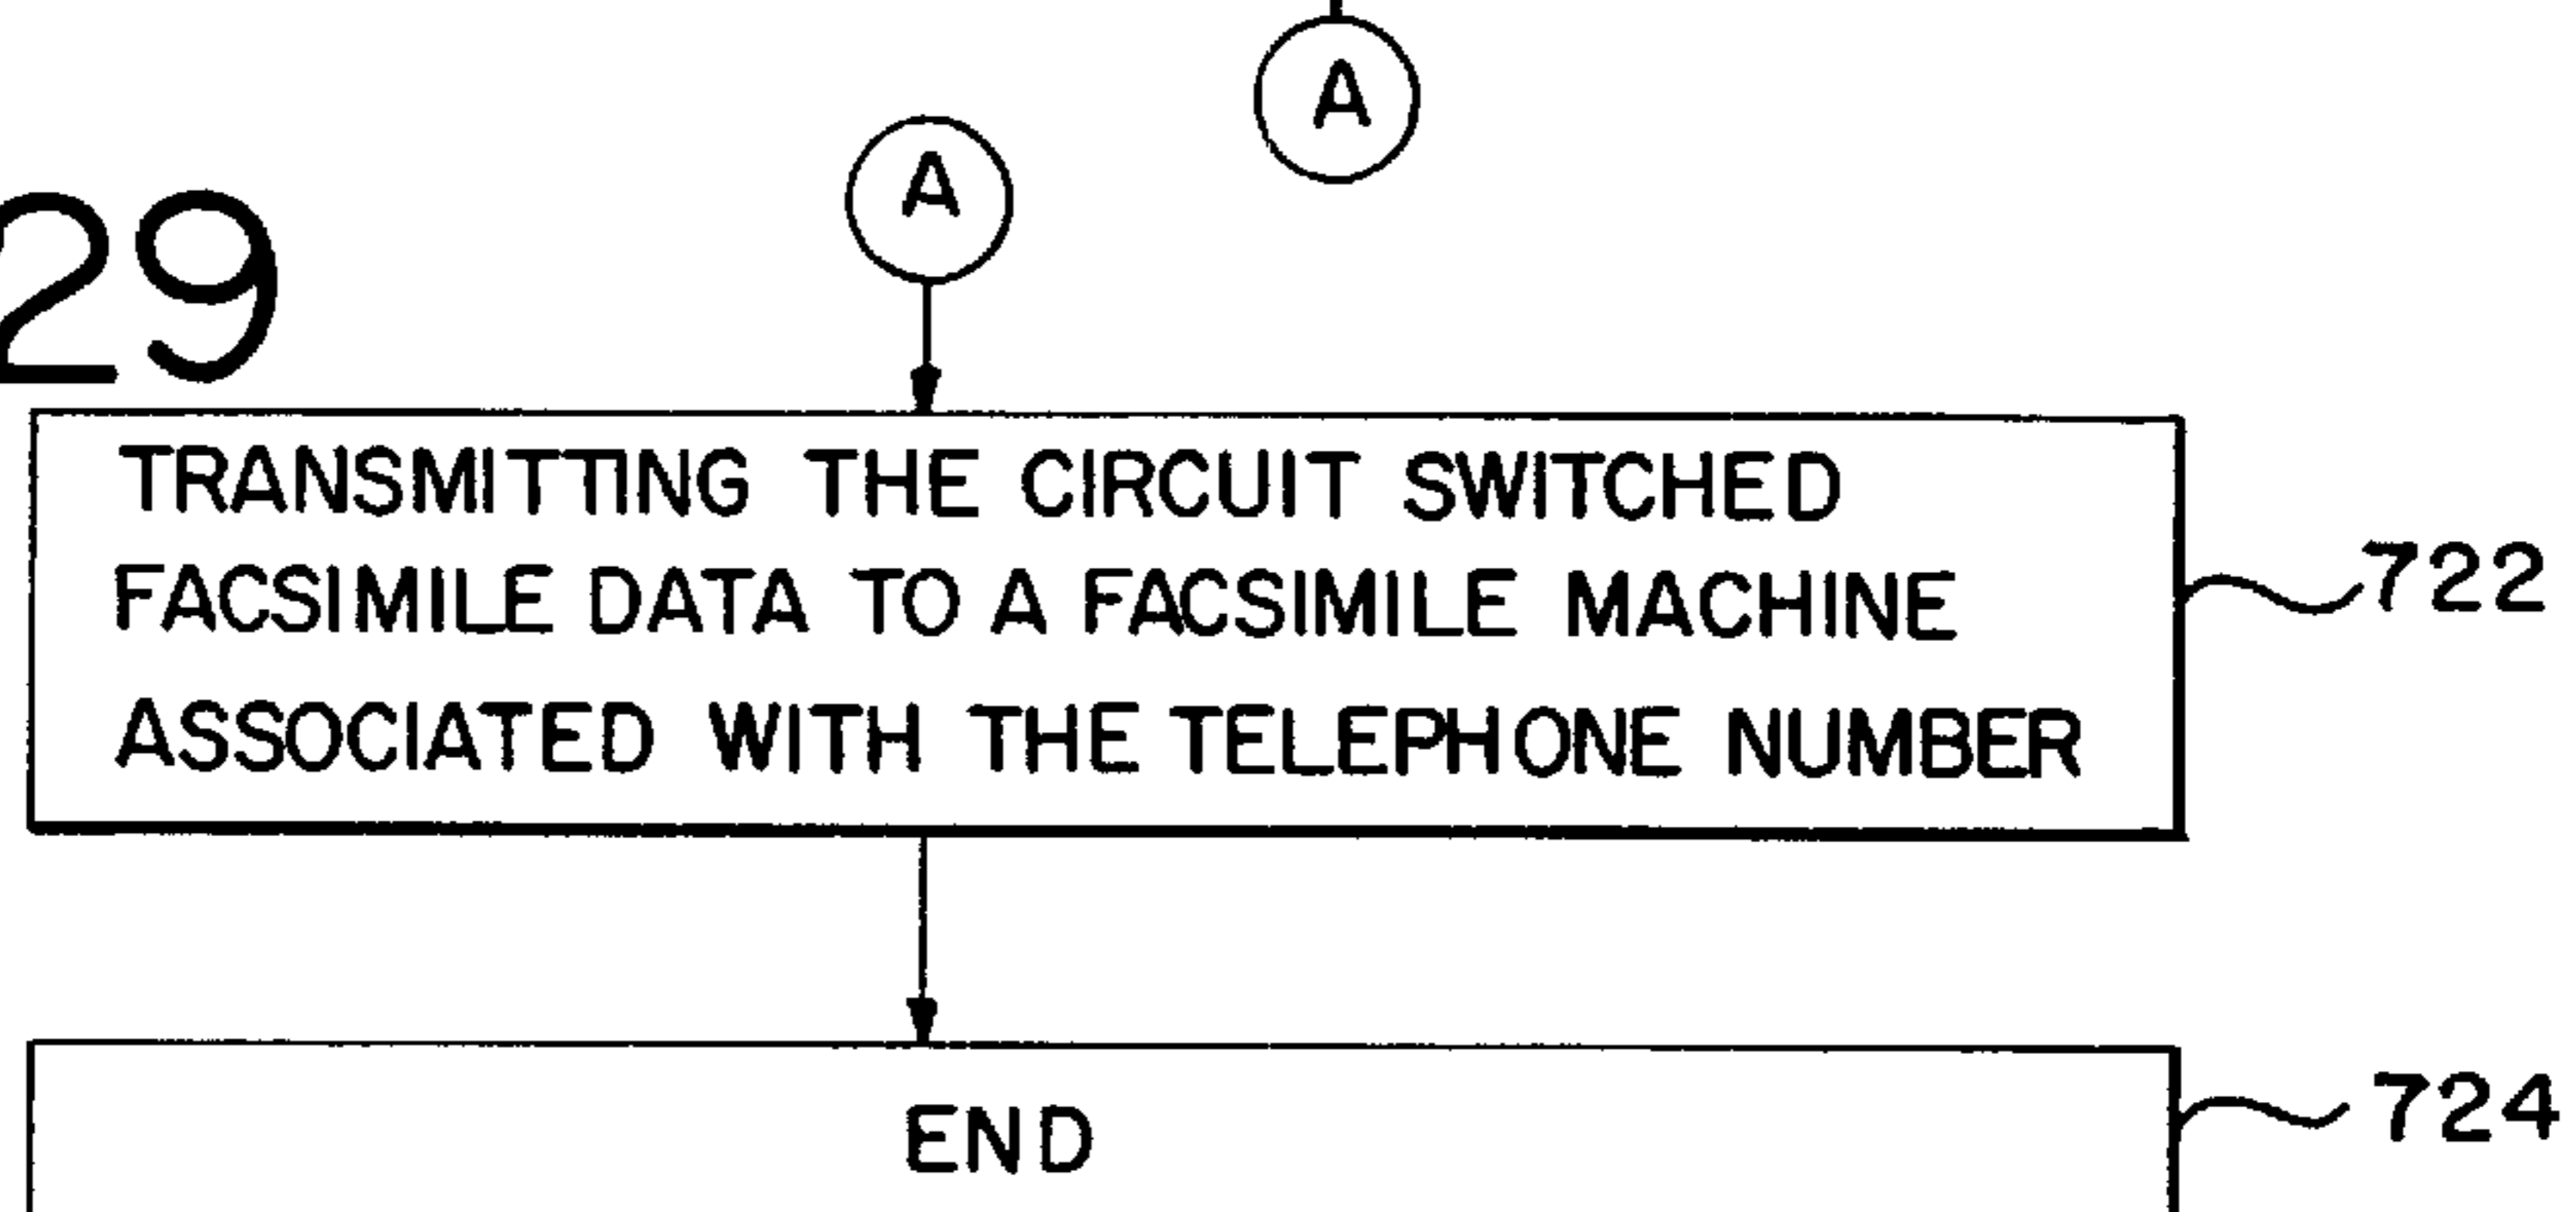 A
A
29
TRANSMITTING THE CIRCUIT SWITCHED
FACSIMILE DATA TO A FACSIMILE MACHINE
ASSOCIATED WITH THE TELEPHONE NUMBER
722
END
724